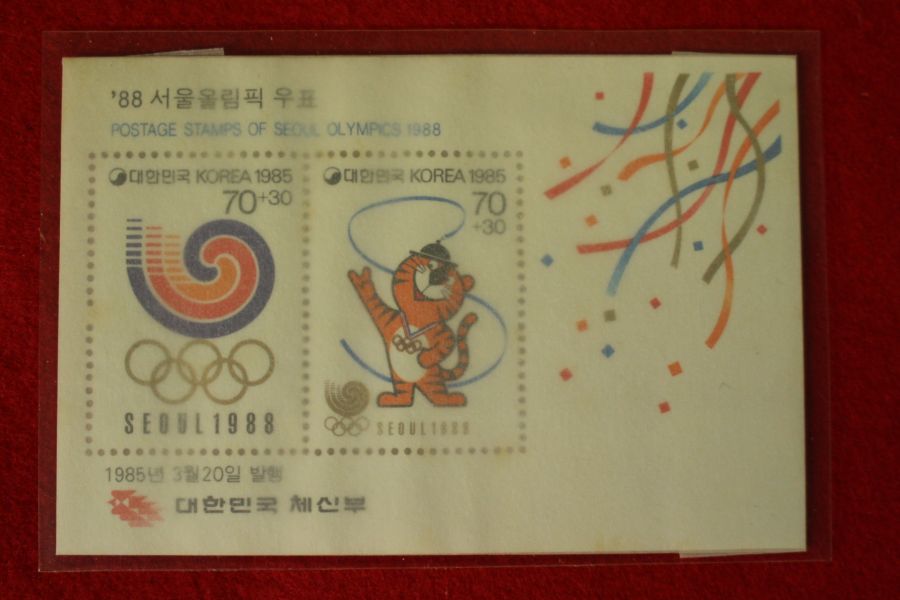 '88 서울올림픽 우표
POSTAGE STAMPS OF SEOUL OLYMPICS 1988
대한민국 KOREA 1985
70+30
SEOUL 1988
대한민국 KOREA 1985
70
+30
SEOUL 1988
1985년 3월 20일 발행
대한민국 체신부